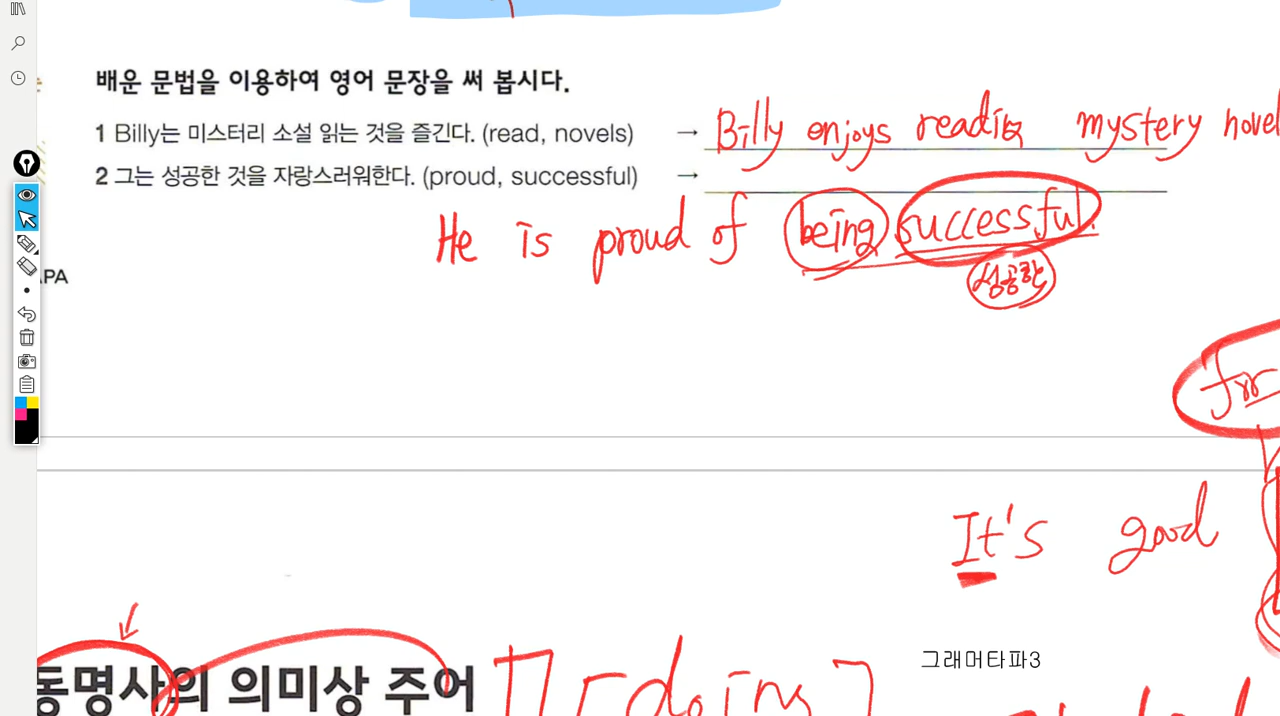 배운 문법을 이용하여 영어 문장을 써 봅시다.
1 Billy는 미스터리 소설 읽는 것을 즐긴다. (read, novels) → Billy enjoys reading mystery novel
2 그는 성공한 것을 자랑스러워한다. (proud, successful) →
He is proud of being successful.
성공한
APA
for
It's good
그래머타파3
동명사의 의미상 주어
[doing]